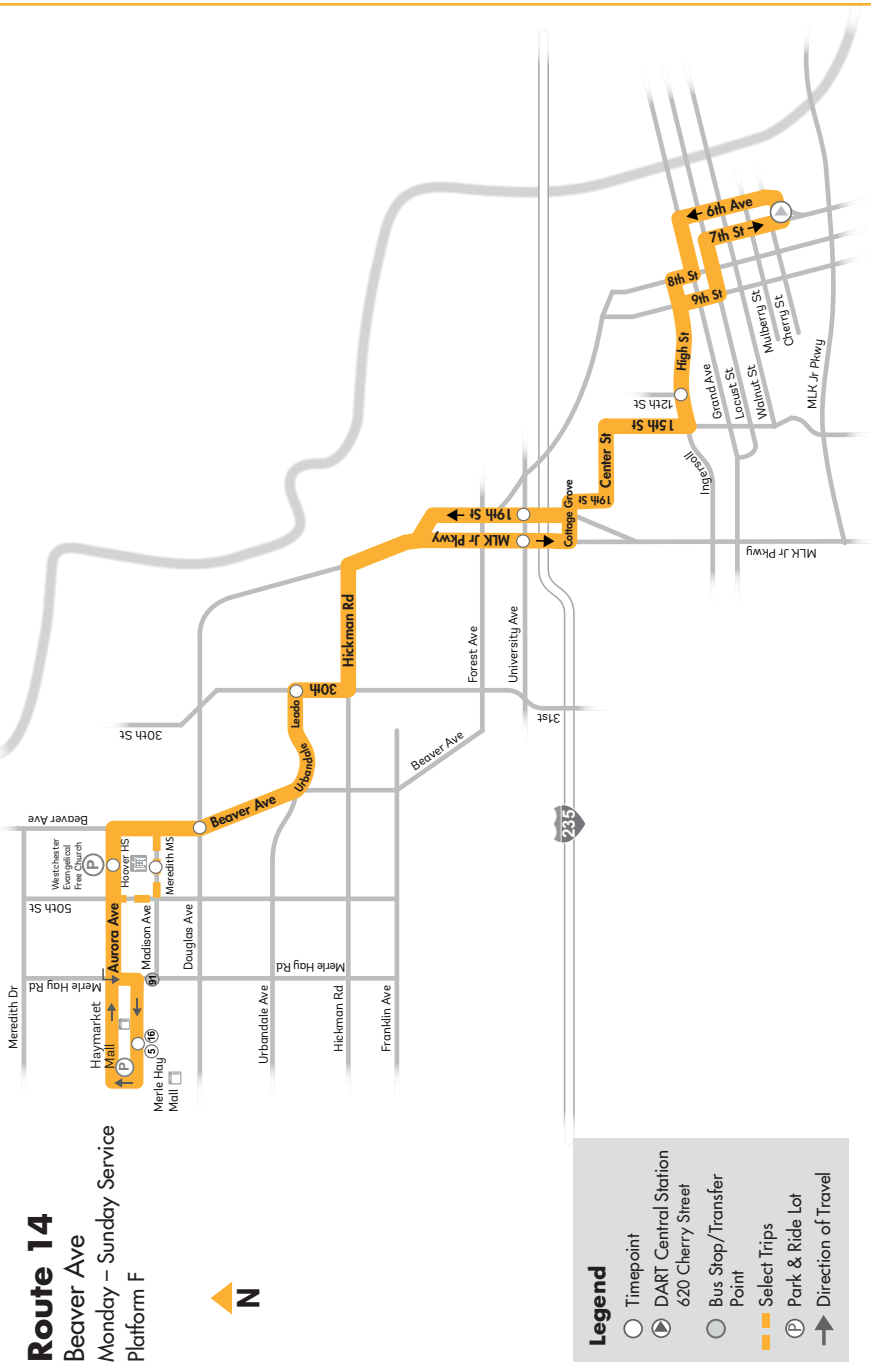 Route 14
Beaver Ave
Monday – Sunday Service
Platform F
N
Meredith Dr
Merle Hay Rd
Haymarket
Mall
P
5
16
Merle Hay
Mall
91
Aurora Ave
Madison Ave
50th St
Westchester
Evangelical
Free Church
P
Hoover HS
Meredith MS
Beaver Ave
Douglas Ave
Merle Hay Rd
Urbandale Ave
Hickman Rd
Franklin Ave
Beaver Ave
Urbandale
Leado
30th
30th St
Beaver Ave
Hickman Rd
31st
Forest Ave
University Ave
235
MLK Jr Pkwy
19th St
Cottage Grove
19th St
Center St
15th St
MLK Jr Pkwy
Ingersoll
12th St
High St
Grand Ave
Locust St
Walnut St
Mulberry St
Cherry St
MLK Jr Pkwy
8th St
9th St
6th Ave
7th St
Legend
Timepoint
DART Central Station
620 Cherry Street
Bus Stop/Transfer
Point
Select Trips
P Park & Ride Lot
Direction of Travel